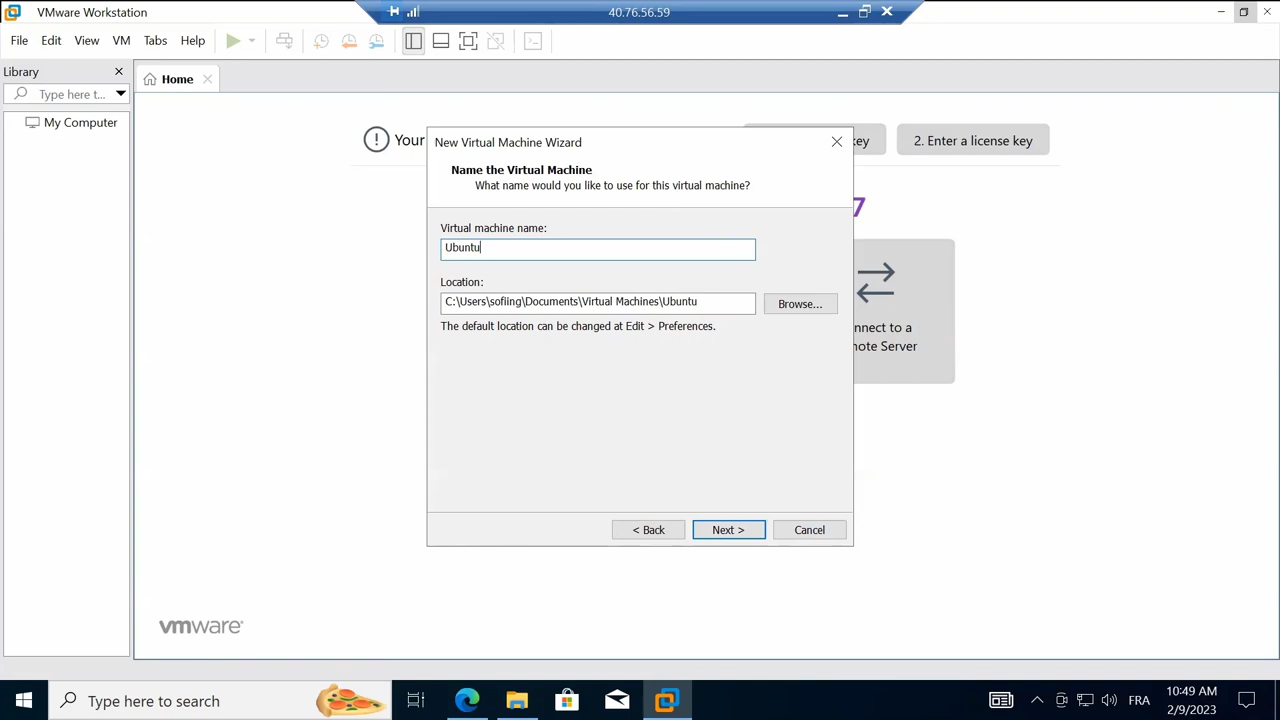 VMware Workstation
40.76.56.59
File Edit View VM Tabs Help
Library
Home
Type here t...
My Computer
Your
key
2. Enter a license key
7
New Virtual Machine Wizard
Name the Virtual Machine
What name would you like to use for this virtual machine?
Virtual machine name:
Ubuntu
Location:
C:\Users\sofiing\Documents\Virtual Machines\Ubuntu
Browse...
The default location can be changed at Edit > Preferences.
nnect to a
note Server
< Back
Next >
Cancel
vmware®
Type here to search
FRA
10:49 AM
2/9/2023